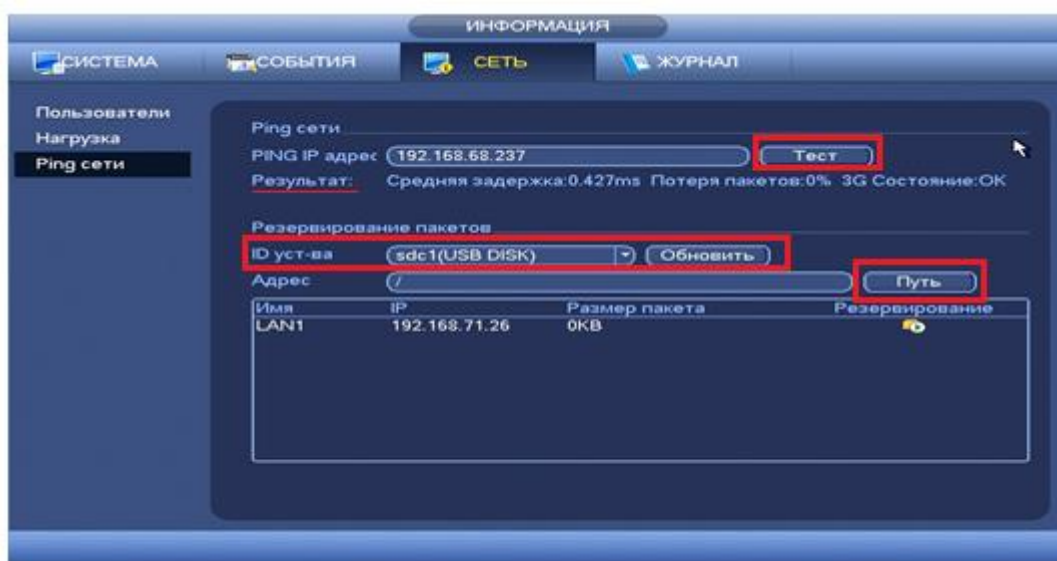 ИНФОРМАЦИЯ
СИСТЕМА СОБЫТИЯ СЕТЬ ЖУРНАЛ
Пользователи
Нагрузка
Ping сети
Ping сети
PING IP адрес 192.168.68.237 Тест
Результат: Средняя задержка:0.427ms Потеря пакетов:0% 3G Состояние:OK
Резервирование пакетов
ID уст-ва sdc1(USB DISK) Обновить
Адрес / Путь
Имя IP Размер пакета Резервирование
LAN1 192.168.71.26 0KB